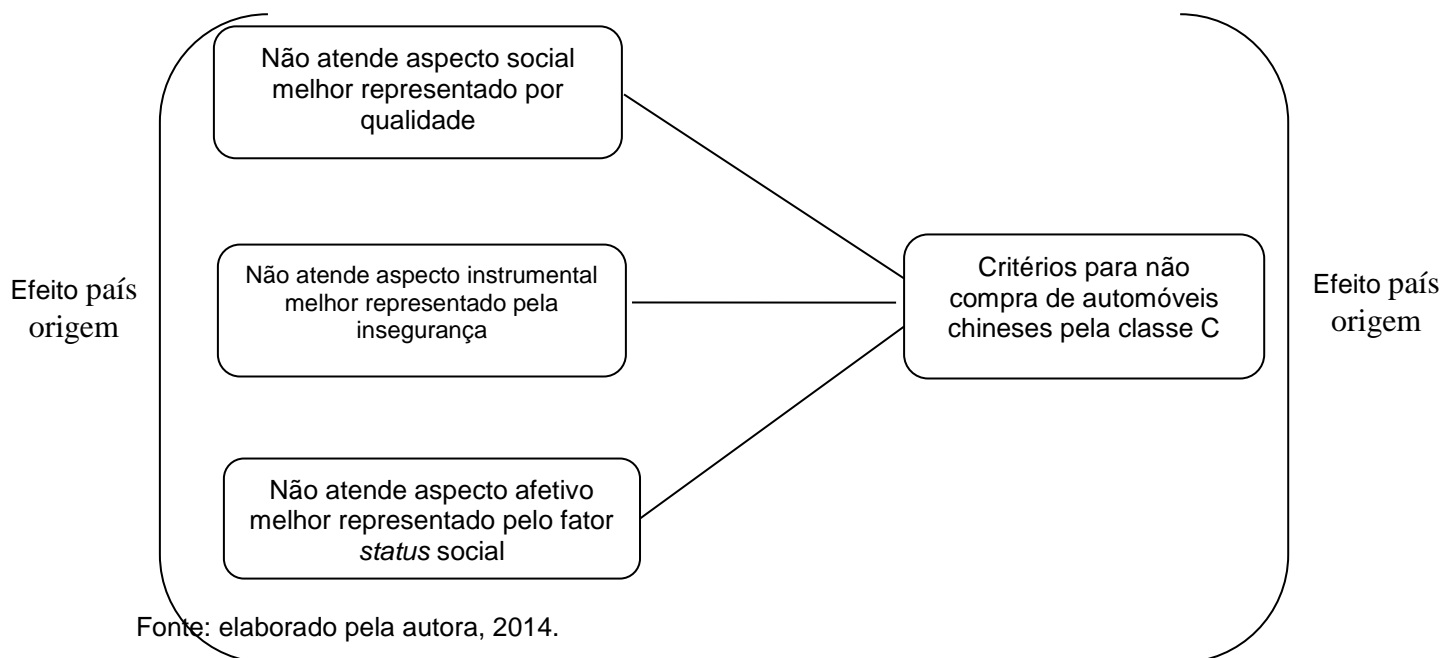 Não atende aspecto social
melhor representado por
qualidade
Efeito país
origem
Não atende aspecto instrumental
melhor representado pela
insegurança
Critérios para não
compra de automóveis
chineses pela classe C
Efeito país
origem
Não atende aspecto afetivo
melhor representado pelo fator
status social
Fonte: elaborado pela autora, 2014.